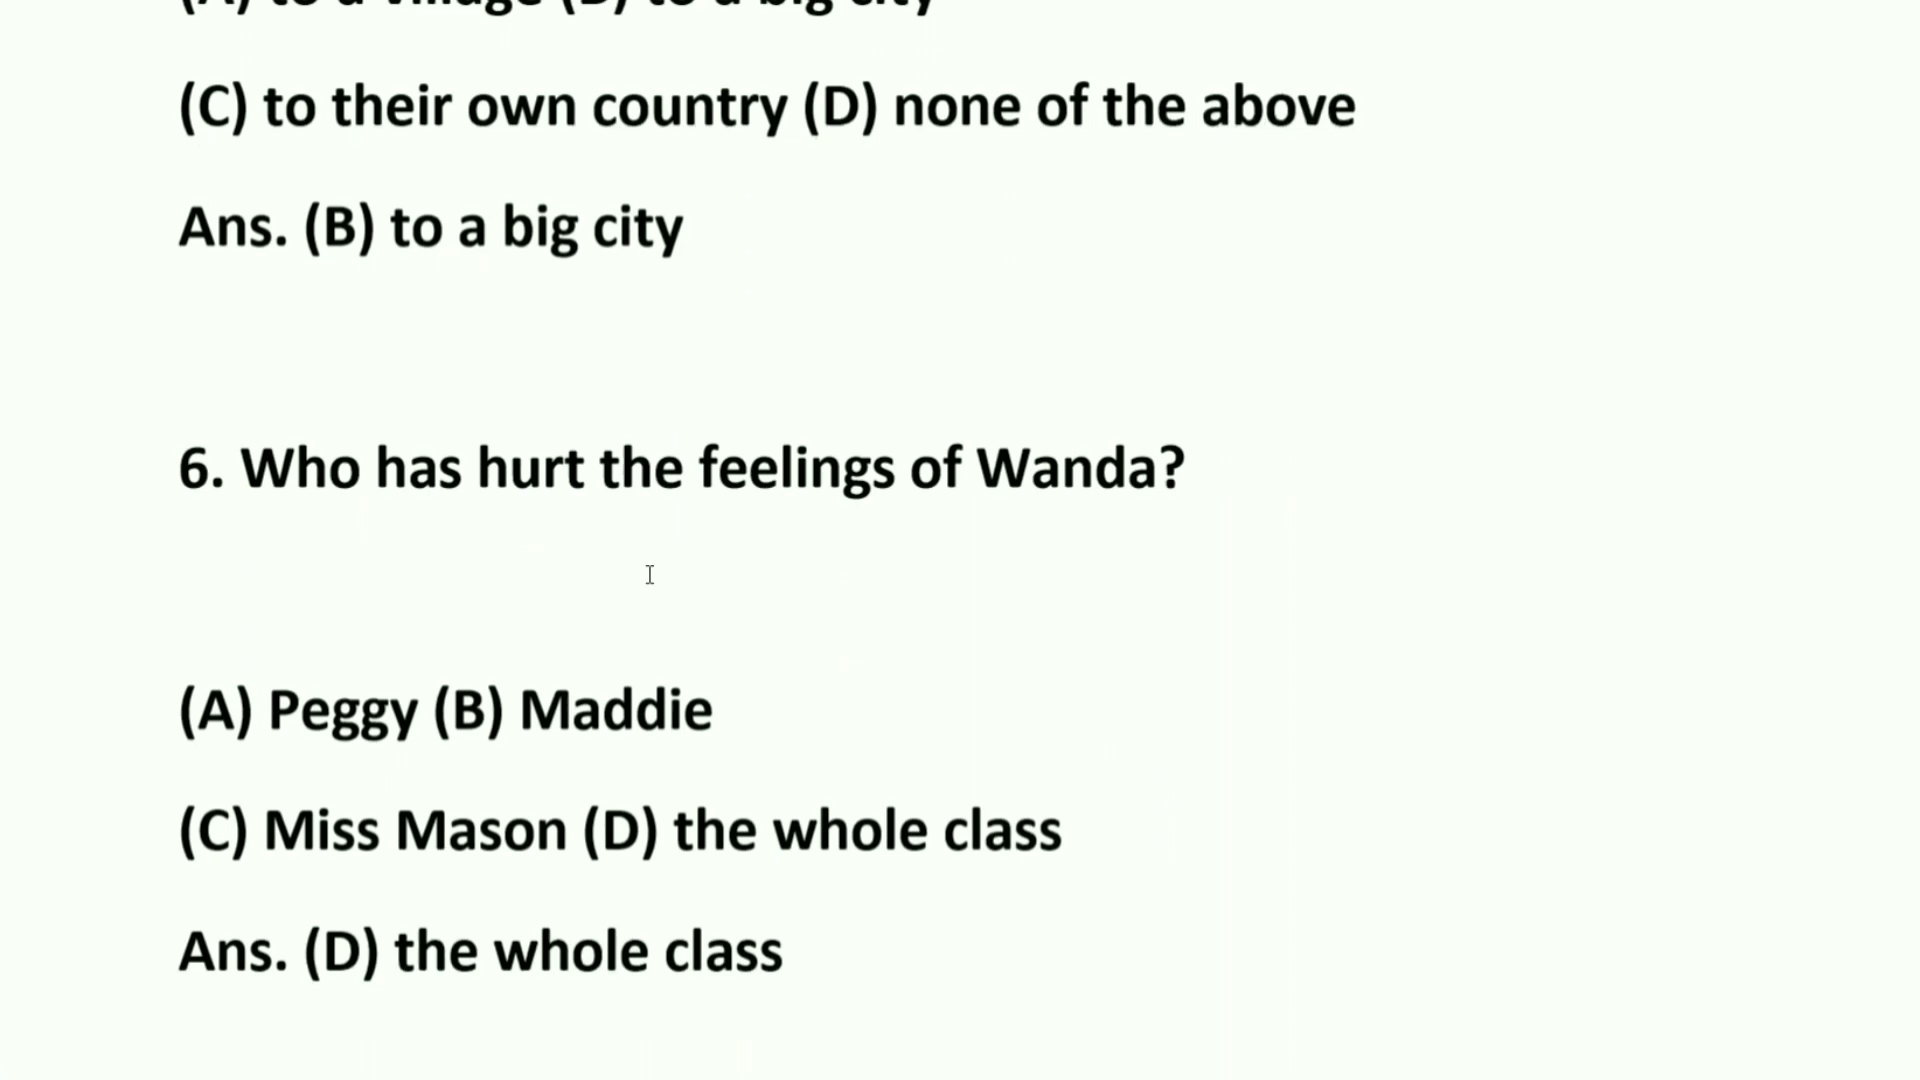 (A) to a village (B) to a big city
(C) to their own country (D) none of the above
Ans. (B) to a big city
6. Who has hurt the feelings of Wanda?
(A) Peggy (B) Maddie
(C) Miss Mason (D) the whole class
Ans. (D) the whole class